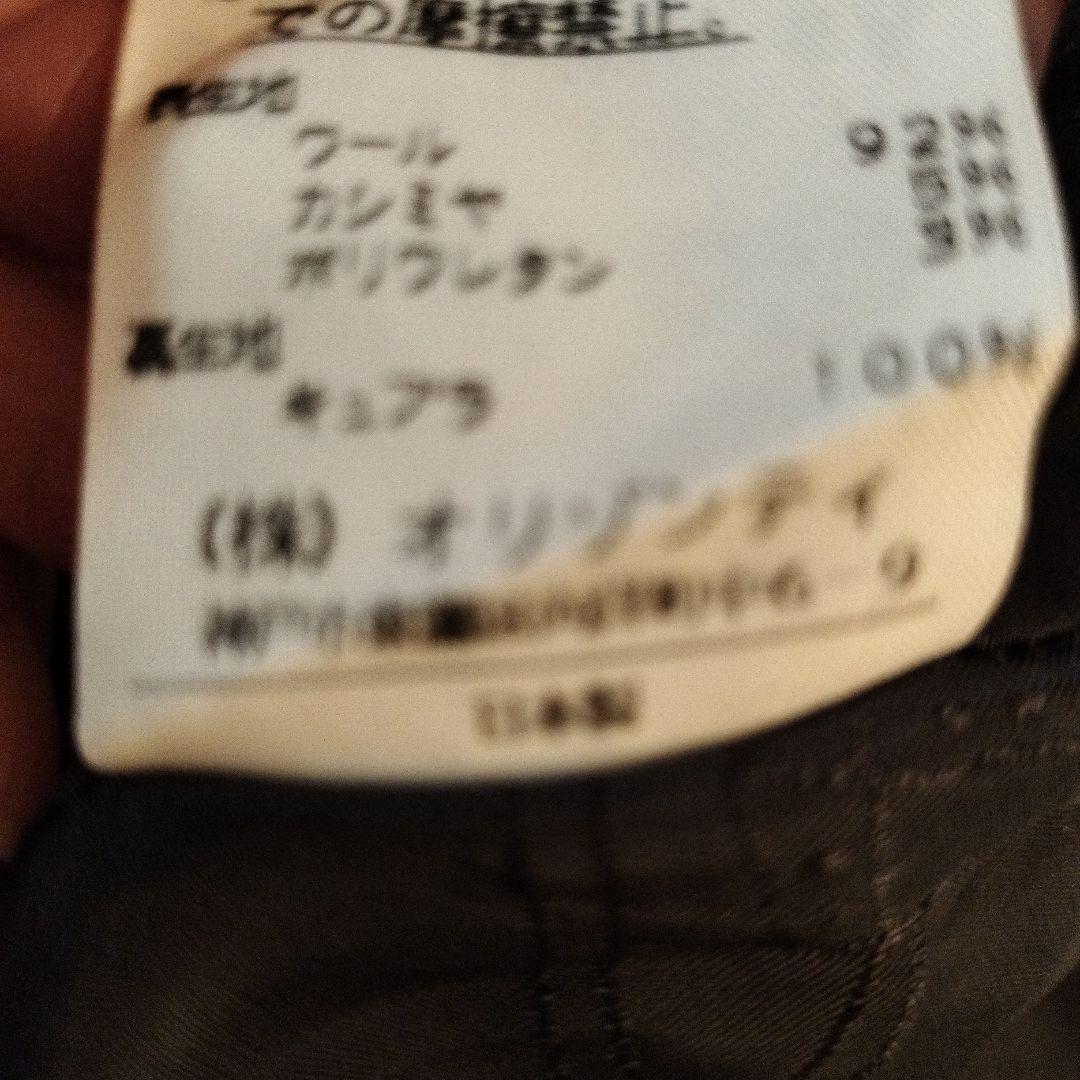 での摩擦禁止。
表生地
ウール 92%
カシミヤ 5%
ポリウレタン 3%
裏生地
キュプラ 100%
(株) オリゾンティ
日本製